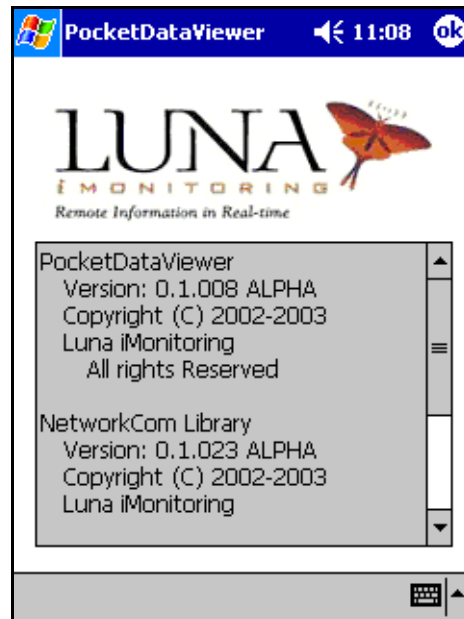 PocketDataViewer 11:08 ok
LUNA
iMONITORING
Remote Information in Real-time
PocketDataViewer
Version: 0.1.008 ALPHA
Copyright (C) 2002-2003
Luna iMonitoring
All rights Reserved
NetworkCom Library
Version: 0.1.023 ALPHA
Copyright (C) 2002-2003
Luna iMonitoring